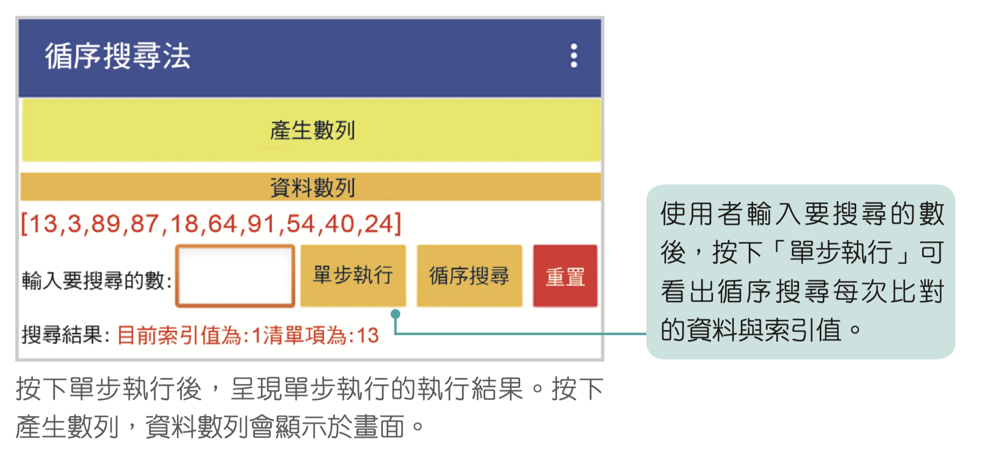 循序搜尋法
產生數列
資料數列
[13,3,89,87,18,64,91,54,40,24]
輸入要搜尋的數:
單步執行
循序搜尋
重置
搜尋結果: 目前索引值為:1清單項為:13
使用者輸入要搜尋的數
後，按下「單步執行」可
看出循序搜尋每次比對
的資料與索引值。
按下單步執行後，呈現單步執行的執行結果。按下
產生數列，資料數列會顯示於畫面。